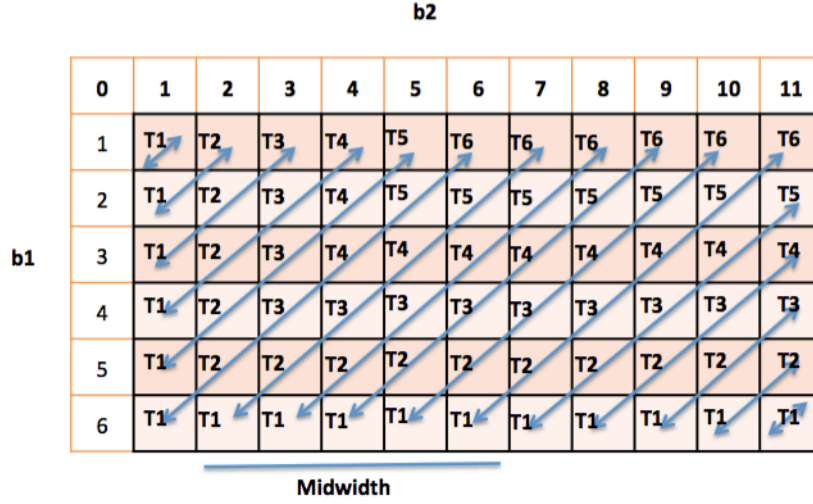 b2
0 1 2 3 4 5 6 7 8 9 10 11
1 T1 T2 T3 T4 T5 T6 T6 T6 T6 T6 T6
2 T1 T2 T3 T4 T5 T5 T5 T5 T5 T5 T5
b1
3 T1 T2 T3 T4 T4 T4 T4 T4 T4 T4 T4
4 T1 T2 T3 T3 T3 T3 T3 T3 T3 T3 T3
5 T1 T2 T2 T2 T2 T2 T2 T2 T2 T2 T2
6 T1 T1 T1 T1 T1 T1 T1 T1 T1 T1 T1
Midwidth